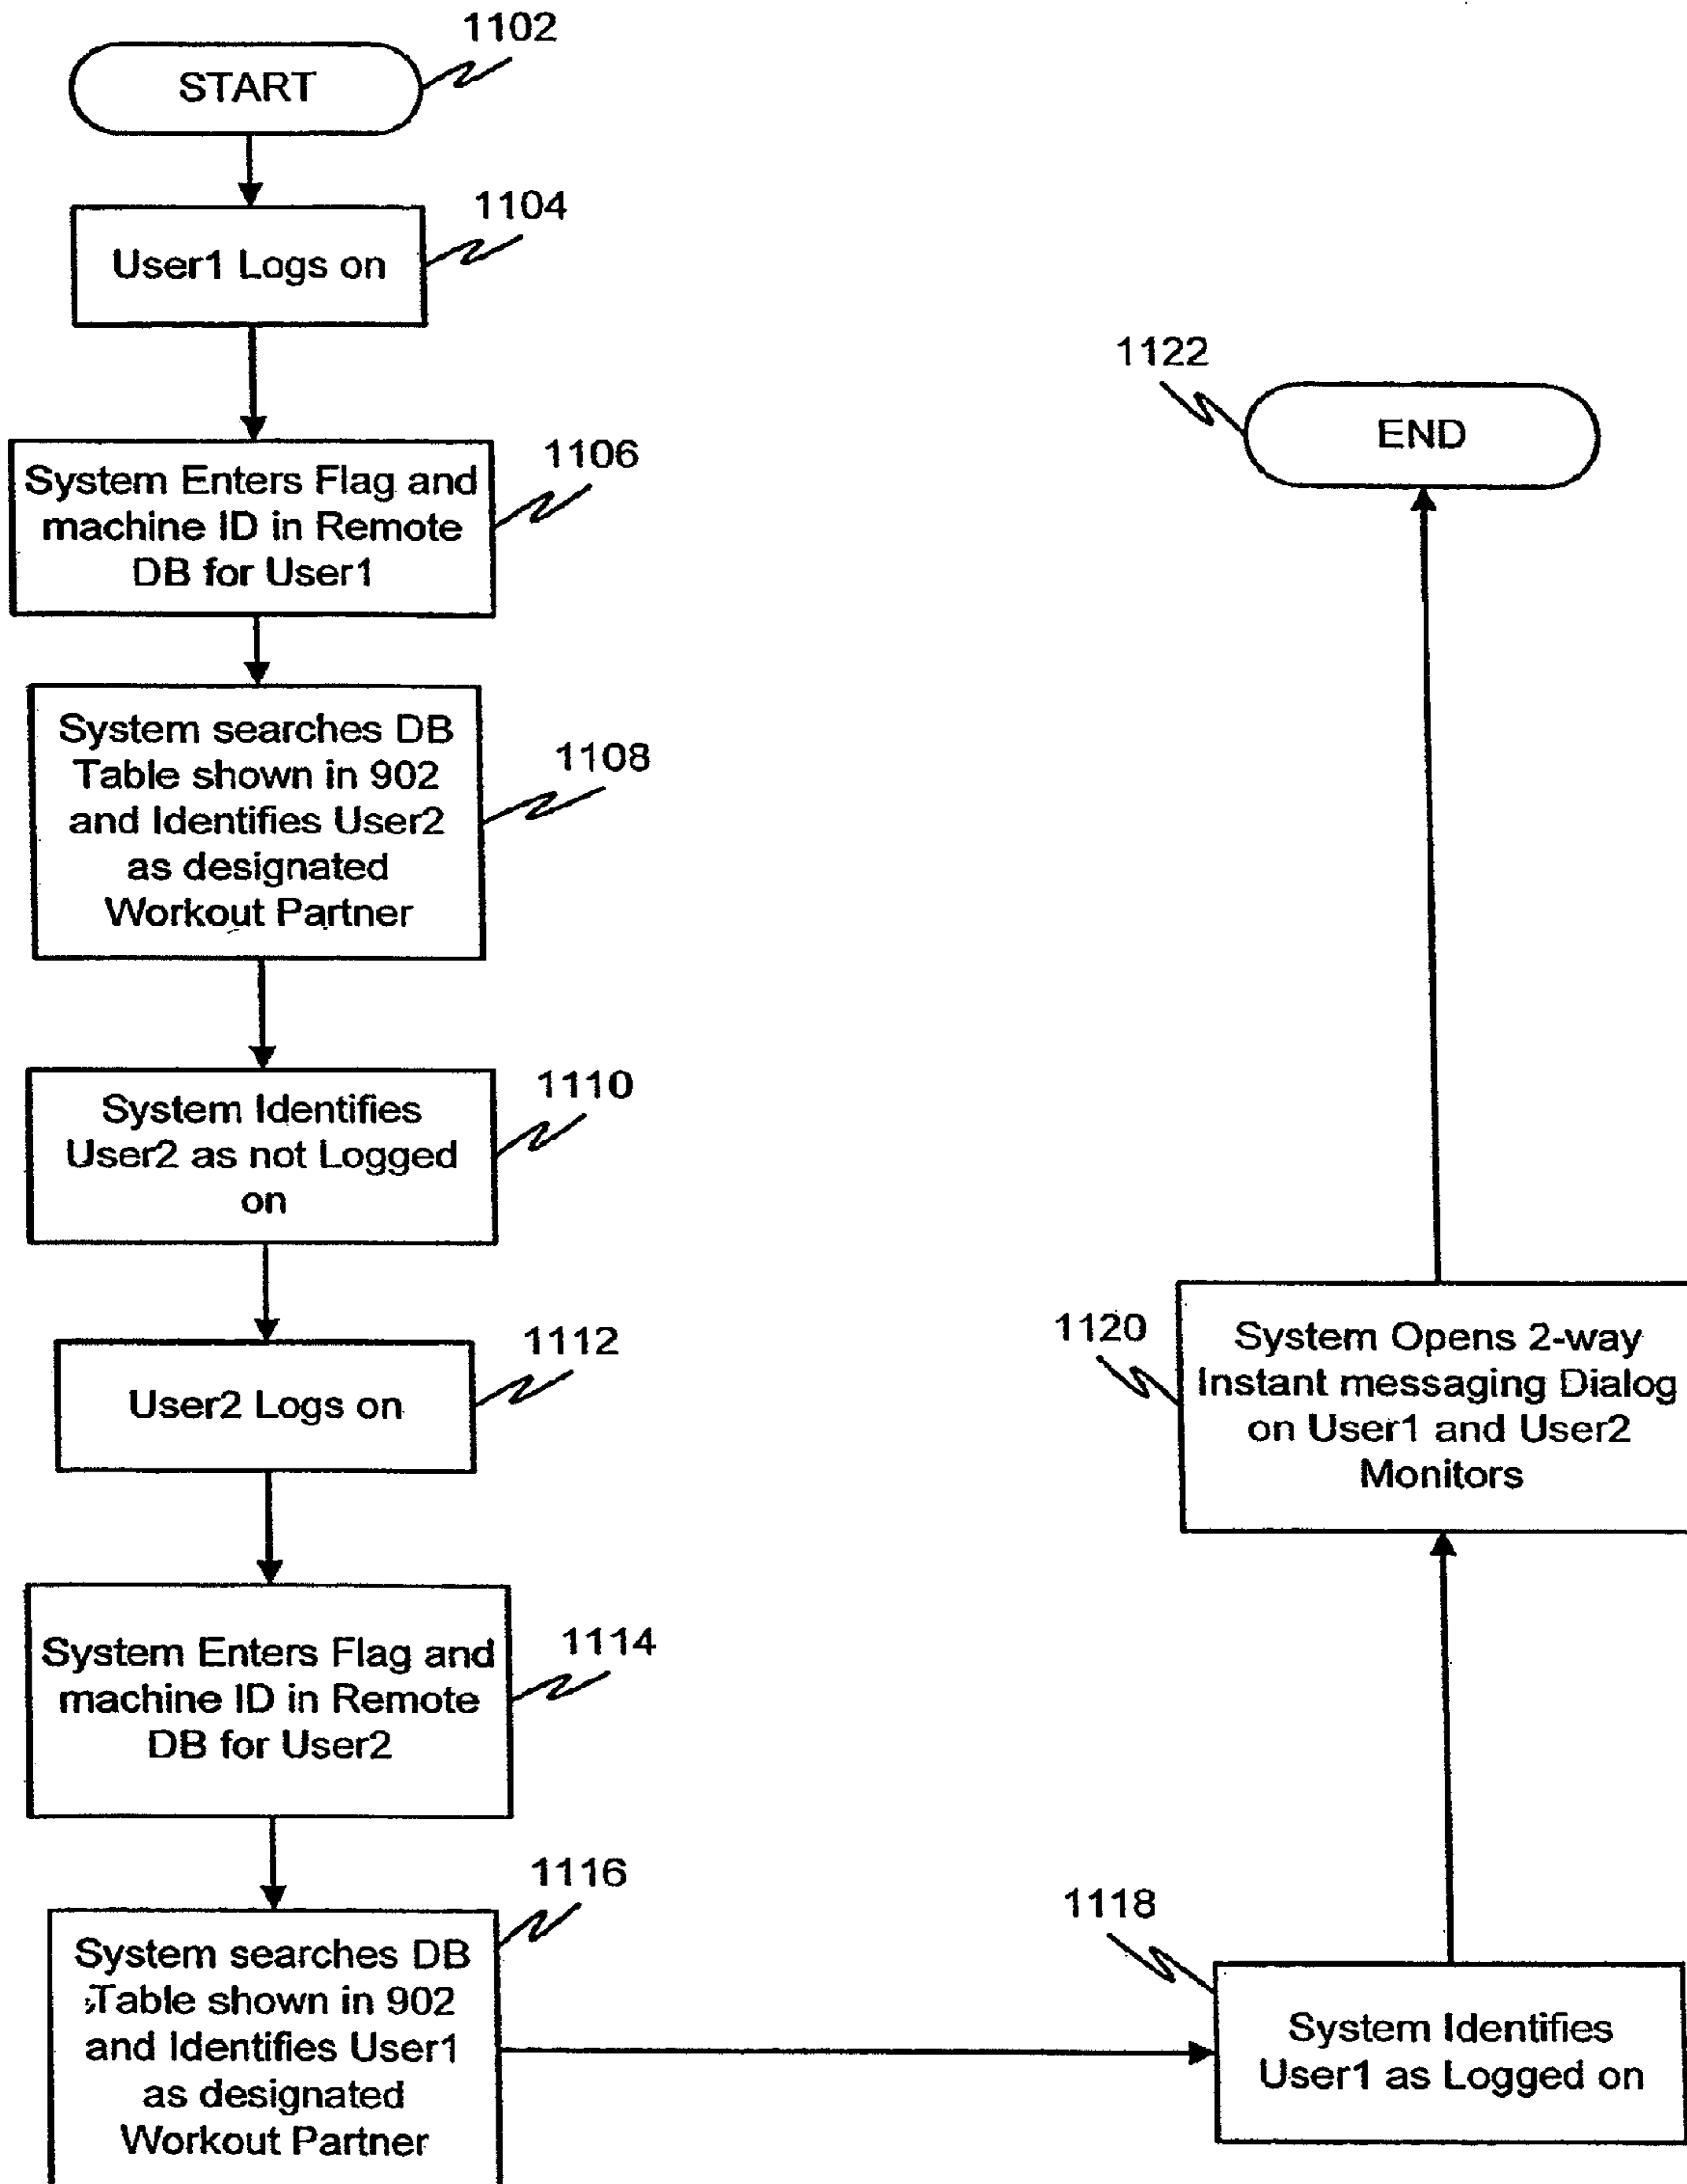 1102
START
1104
User1 Logs on
1106
System Enters Flag and
machine ID in Remote
DB for User1
1108
System searches DB
Table shown in 902
and Identifies User2
as designated
Workout Partner
1110
System Identifies
User2 as not Logged
on
1112
User2 Logs on
1114
System Enters Flag and
machine ID in Remote
DB for User2
1116
System searches DB
Table shown in 902
and Identifies User1
as designated
Workout Partner
1118
System Identifies
User1 as Logged on
1120
System Opens 2-way
Instant messaging Dialog
on User1 and User2
Monitors
1122
END